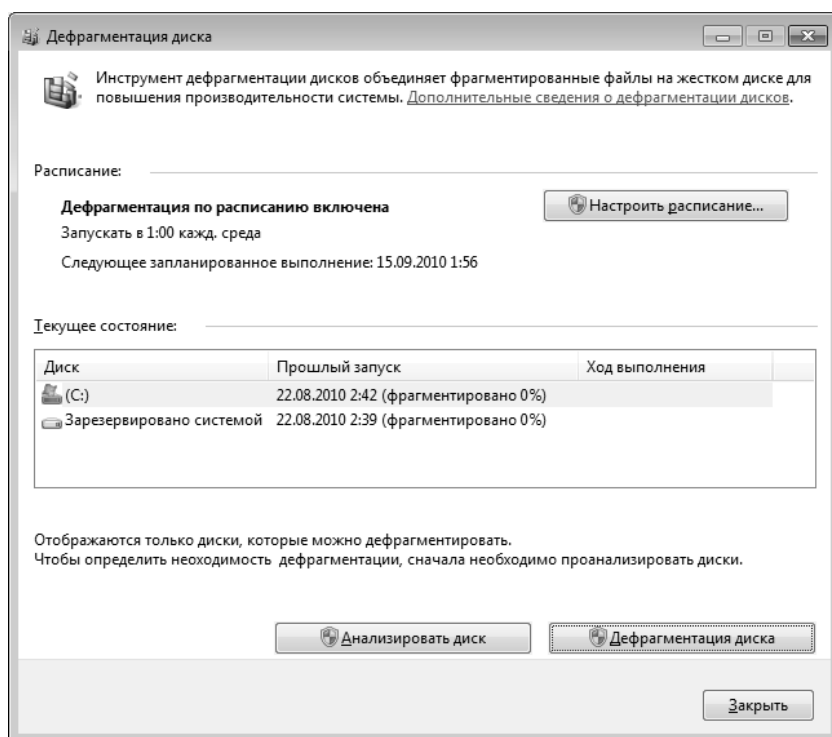 Дефрагментация диска
Инструмент дефрагментации дисков объединяет фрагментированные файлы на жестком диске для
повышения производительности системы. Дополнительные сведения о дефрагментации дисков.
Расписание:
Дефрагментация по расписанию включена
Настроить расписание...
Запускать в 1:00 кажд. среда
Следующее запланированное выполнение: 15.09.2010 1:56
Текущее состояние:
Диск Прошлый запуск Ход выполнения
(C:) 22.08.2010 2:42 (фрагментировано 0%)
Зарезервировано системой 22.08.2010 2:39 (фрагментировано 0%)
Отображаются только диски, которые можно дефрагментировать.
Чтобы определить неоходимость дефрагментации, сначала необходимо проанализировать диски.
Анализировать диск Дефрагментация диска
Закрыть